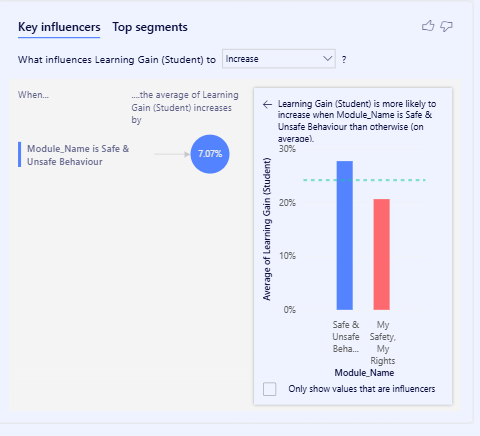 Key influencers Top segments
What influences Learning Gain (Student) to Increase ?
When...
....the average of Learning
Gain (Student) increases
by
Module_Name is Safe &
Unsafe Behaviour
7.07%
Learning Gain (Student) is more likely to
increase when Module_Name is Safe &
Unsafe Behaviour than otherwise (on
average).
Average of Learning Gain (Student)
30%
20%
10%
0%
Safe &
Unsafe
Beha...
My
Safety,
My
Rights
Module_Name
Only show values that are influencers